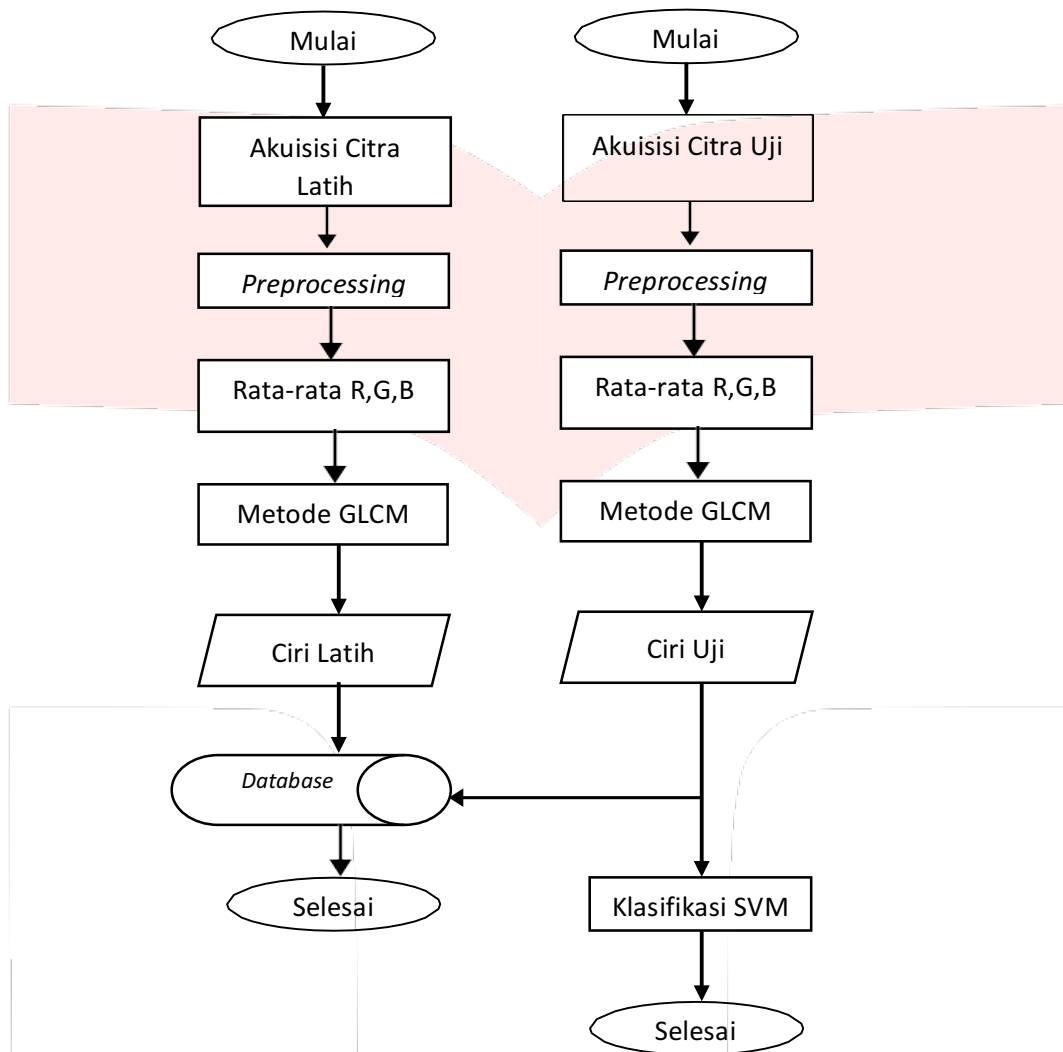 Mulai
Akuisisi Citra
Latih
Preprocessing
Rata-rata R,G,B
Metode GLCM
Ciri Latih
Database
Selesai
Mulai
Akuisisi Citra Uji
Preprocessing
Rata-rata R,G,B
Metode GLCM
Ciri Uji
Klasifikasi SVM
Selesai